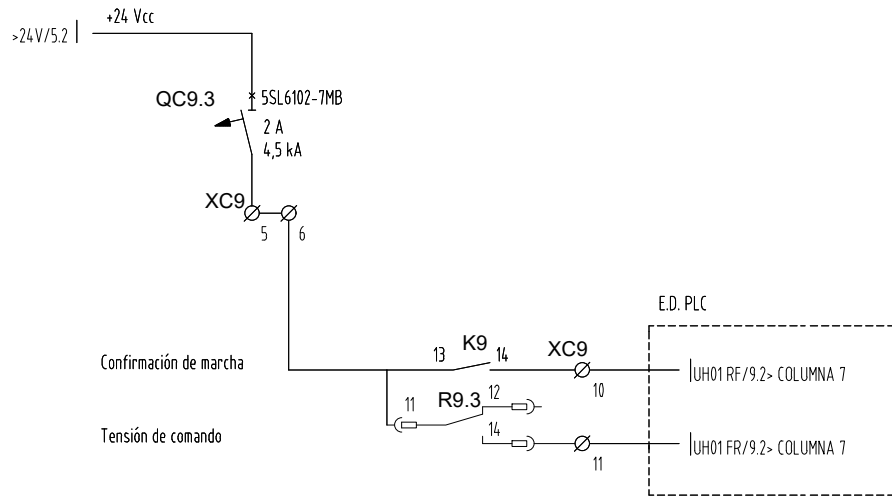 +24 Vcc
>24V/5.2
QC9.3
5SL6102-7MB
2 A
4,5 kA
XC9
5
6
E.D. PLC
Confirmación de marcha
13
K9
14
XC9
10
UH01 RF/9.2> COLUMNA 7
11
R9.3
12
Tensión de comando
14
11
UH01 FR/9.2> COLUMNA 7